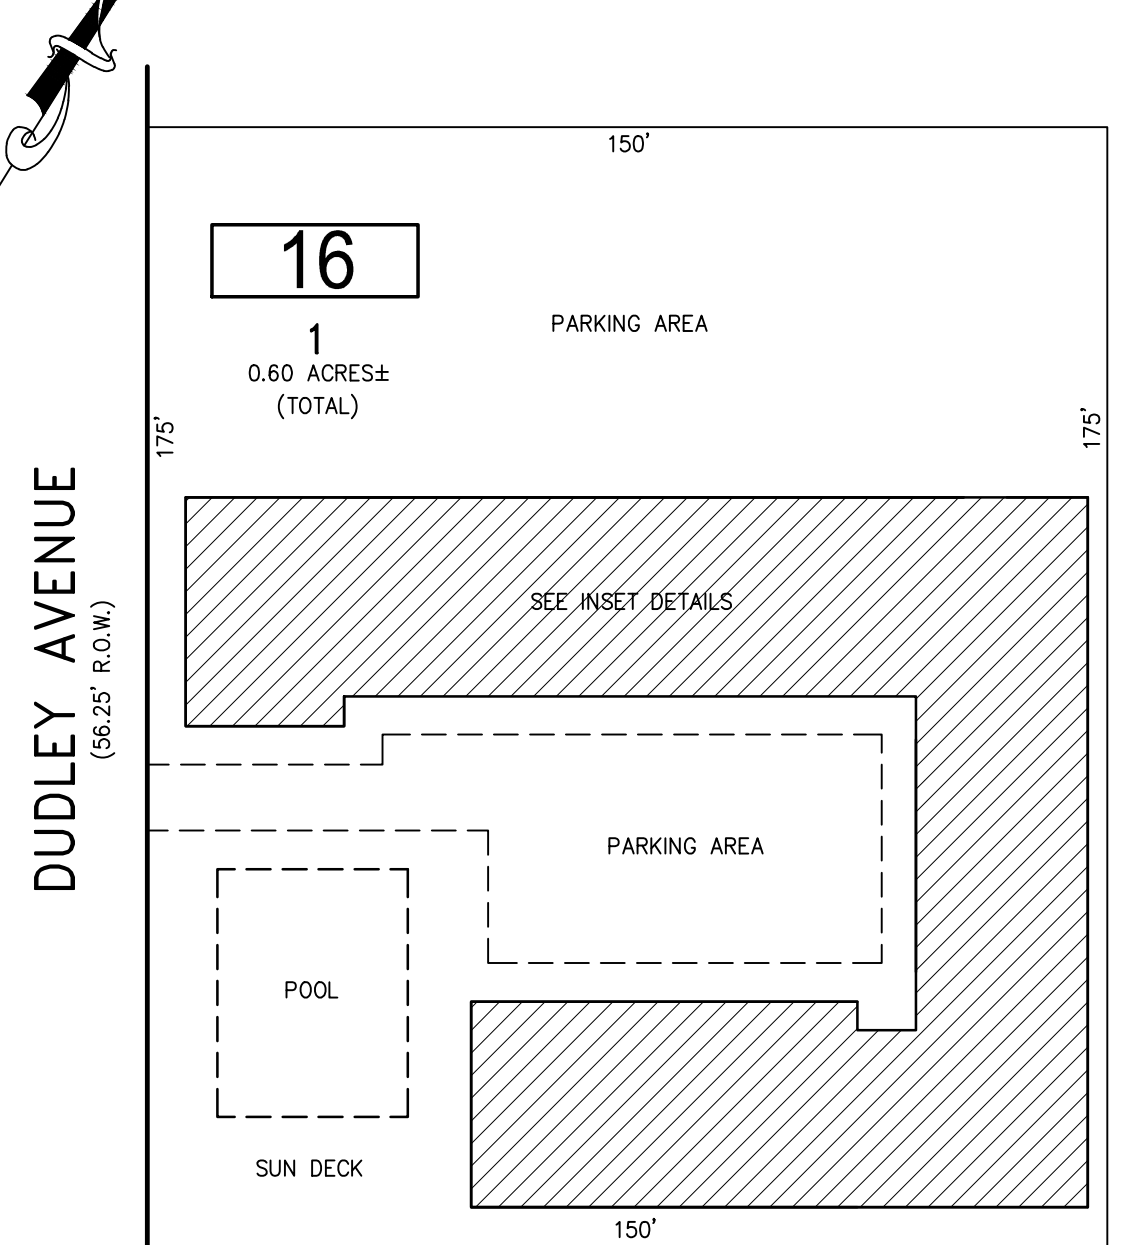 150'
16
1
0.60 ACRES±
(TOTAL)
PARKING AREA
175'
175'
DUDLEY AVENUE
(56.25' R.O.W.)
SEE INSET DETAILS
PARKING AREA
POOL
SUN DECK
150'